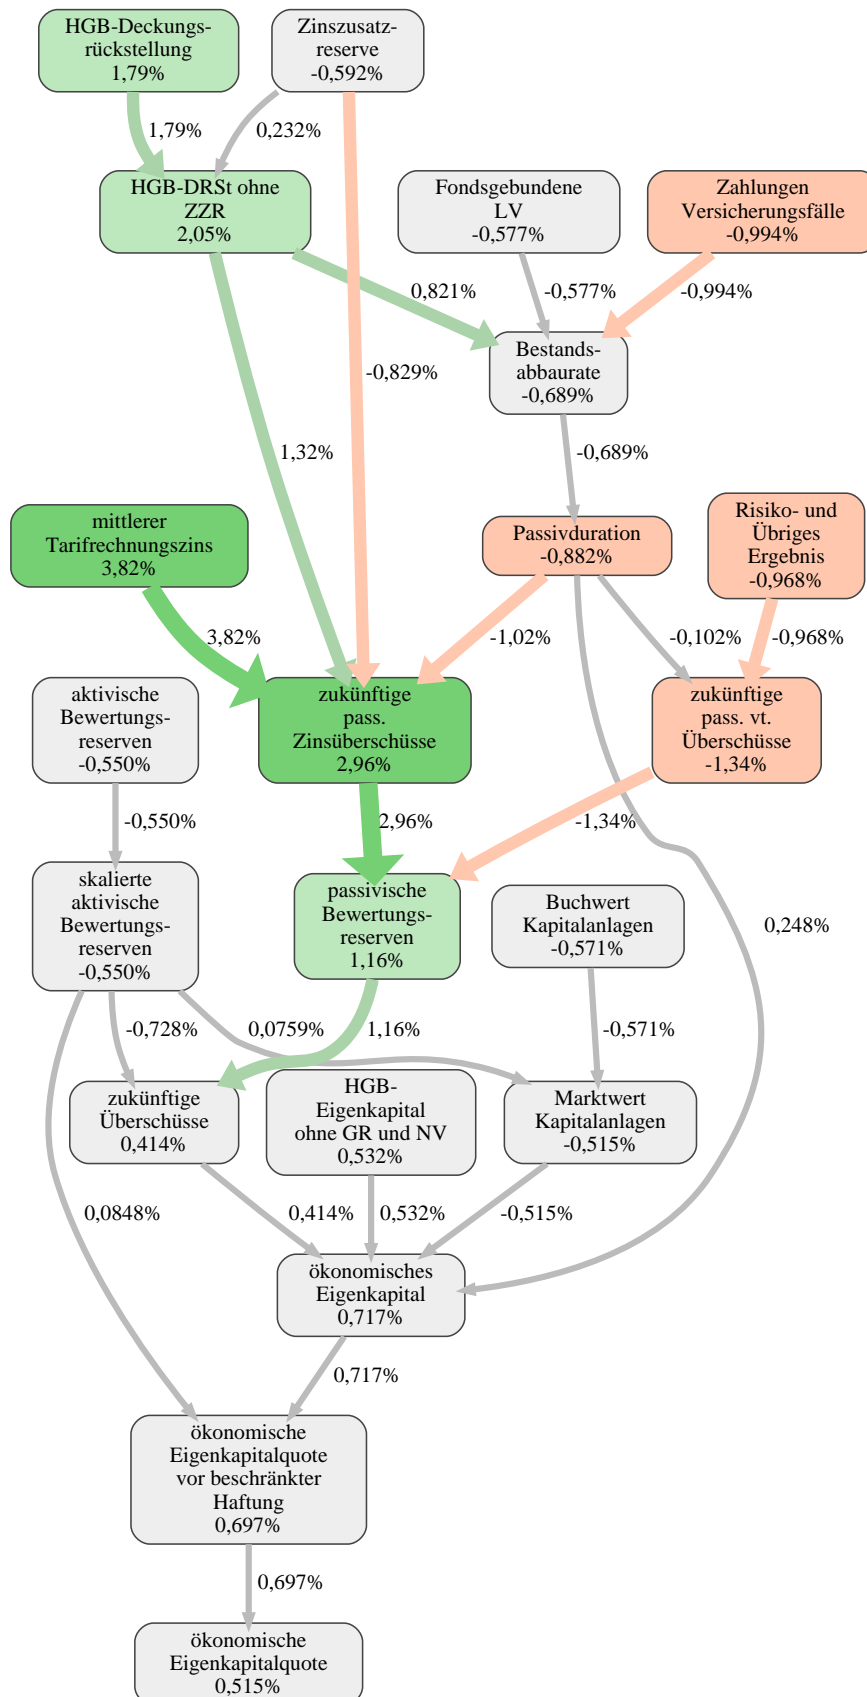 HGB-Deckungs-
rückstellung
1,79%
Zinszusatz-
reserve
-0,592%
1,79%
0,232%
HGB-DRSt ohne
ZZR
2,05%
Fondsgebundene
LV
-0,577%
Zahlungen
Versicherungsfälle
-0,994%
0,821%
-0,577%
-0,994%
Bestands-
abbaurate
-0,689%
-0,829%
1,32%
-0,689%
mittlerer
Tarifrechnungszins
3,82%
Passivduration
-0,882%
Risiko- und
Übriges
Ergebnis
-0,968%
3,82%
-1,02%
-0,102%
-0,968%
aktivische
Bewertungs-
reserven
-0,550%
zukünftige
pass.
Zinsüberschüsse
2,96%
zukünftige
pass. vt.
Überschüsse
-1,34%
-0,550%
2,96%
-1,34%
skalierte
aktivische
Bewertungs-
reserven
-0,550%
passivische
Bewertungs-
reserven
1,16%
Buchwert
Kapitalanlagen
-0,571%
0,248%
-0,728%
0,0759%
1,16%
-0,571%
zukünftige
Überschüsse
0,414%
HGB-
Eigenkapital
ohne GR und NV
0,532%
Marktwert
Kapitalanlagen
-0,515%
0,0848%
0,414%
0,532%
-0,515%
ökonomisches
Eigenkapital
0,717%
0,717%
ökonomische
Eigenkapitalquote
vor beschränkter
Haftung
0,697%
0,697%
ökonomische
Eigenkapitalquote
0,515%